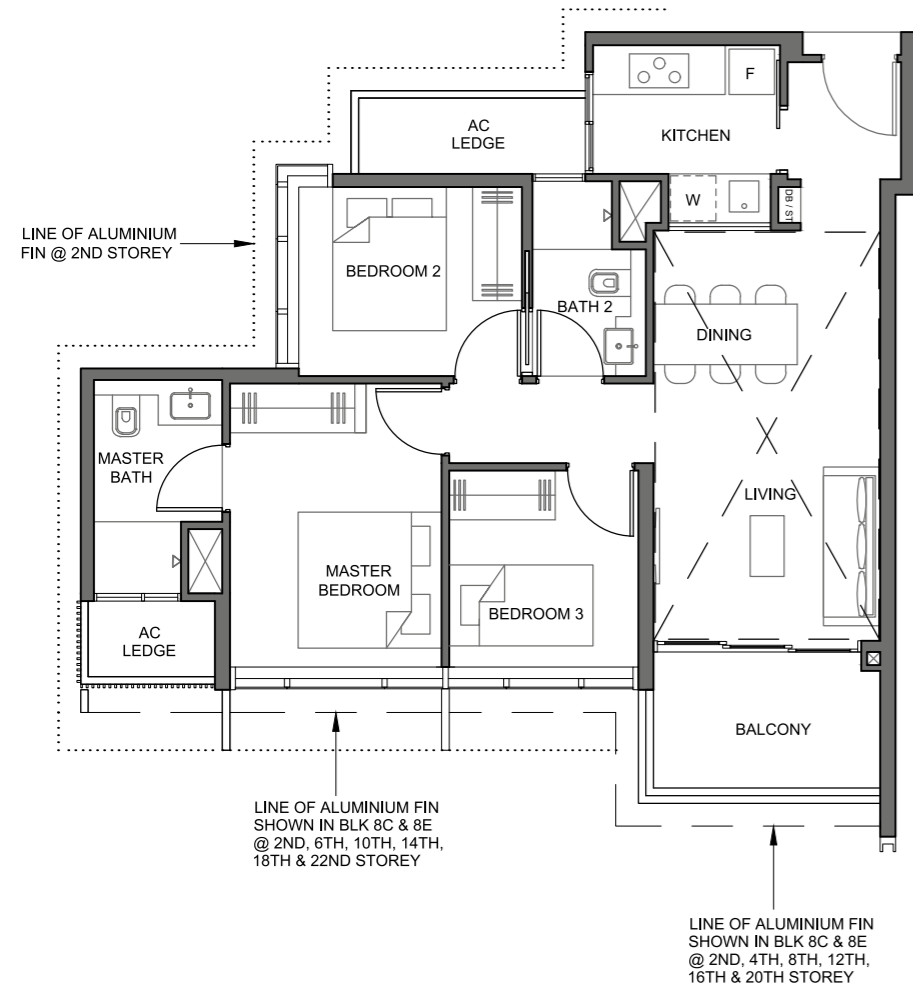 F
KITCHEN
AC
LEDGE
W
DB / ST
LINE OF ALUMINIUM
FIN @ 2ND STOREY
BEDROOM 2
BATH 2
DINING
MASTER
BATH
LIVING
MASTER
BEDROOM
BEDROOM 3
AC
LEDGE
BALCONY
LINE OF ALUMINIUM FIN
SHOWN IN BLK 8C & 8E
@ 2ND, 6TH, 10TH, 14TH,
18TH & 22ND STOREY
LINE OF ALUMINIUM FIN
SHOWN IN BLK 8C & 8E
@ 2ND, 4TH, 8TH, 12TH,
16TH & 20TH STOREY